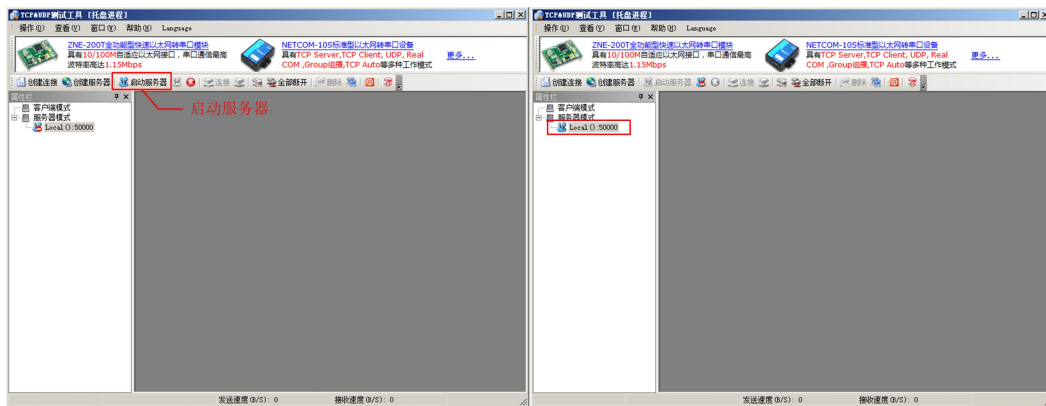 TCP&UDP测试工具 [托盘进程]
操作(O) 查看(V) 窗口(W) 帮助(H) Language
ZNE-200T全功能型快速以太网转串口模块
具有10/100M自适应以太网接口，串口通信最高
波特率高达1.15Mbps
NETCOM-10S标准型以太网转串口设备
具有TCP Server,TCP Client, UDP, Real
COM ,Group组播,TCP Auto等多种工作模式
更多...
创建连接 创建服务器 启动服务器 连接 全部断开 删除
属性栏
客户端模式
服务器模式
Local():50000
启动服务器
发送速度(B/S): 0 接收速度(B/S): 0
TCP&UDP测试工具 [托盘进程]
操作(O) 查看(V) 窗口(W) 帮助(H) Language
ZNE-200T全功能型快速以太网转串口模块
具有10/100M自适应以太网接口，串口通信最高
波特率高达1.15Mbps
NETCOM-10S标准型以太网转串口设备
具有TCP Server,TCP Client, UDP, Real
COM ,Group组播,TCP Auto等多种工作模式
更多...
创建连接 创建服务器 启动服务器 连接 全部断开 删除
属性栏
客户端模式
服务器模式
Local():50000
发送速度(B/S): 0 接收速度(B/S): 0